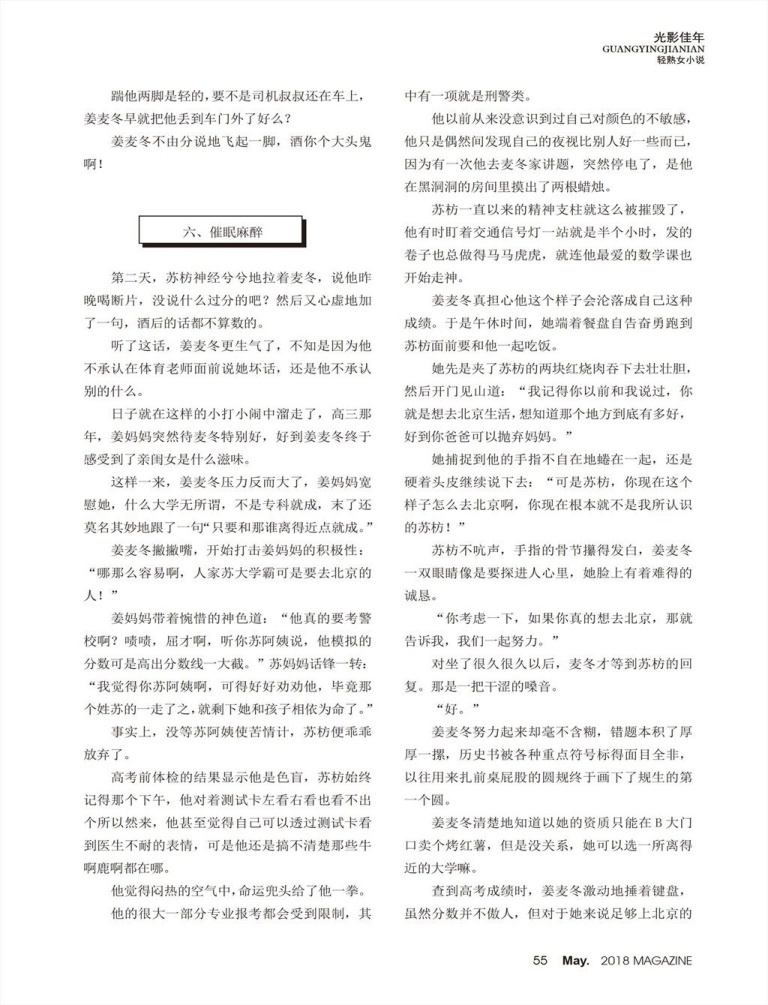 光影佳年
GUANGYINGJIANIAN
轻熟女小说
踹他两脚是轻的，要不是司机叔叔还在车上，
姜麦冬早就把他丢到车门外了好么？
姜麦冬不由分说地飞起一脚，酒你个大头鬼
啊！
六、催眠麻醉
第二天，苏枋神经兮兮地拉着麦冬，说他昨
晚喝断片，没说什么过分的吧？然后又心虚地加
了一句，酒后的话都不算数的。
听了这话，姜麦冬更生气了，不知是因为他
不承认在体育老师面前说她坏话，还是他不承认
别的什么。
日子就在这样的小打小闹中溜走了，高三那
年，姜妈妈突然待麦冬特别好，好到姜麦冬终于
感受到了亲闺女是什么滋味。
这样一来，姜麦冬压力反而大了，姜妈妈宽
慰她，什么大学无所谓，不是专科就成，末了还
莫名其妙地跟了一句“只要和那谁离得近点就成。”
姜麦冬撇撇嘴，开始打击姜妈妈的积极性：
“哪那么容易啊，人家苏大学霸可是要去北京的
人！”
姜妈妈带着惋惜的神色道：“他真的要考警
校啊？啧啧，屈才啊，听你苏阿姨说，他模拟的
分数可是高出分数线一大截。”苏妈妈话锋一转：
“我觉得你苏阿姨啊，可得好好劝劝他，毕竟那
个姓苏的一走了之，就剩下她和孩子相依为命了。”
事实上，没等苏阿姨使苦情计，苏枋便乖乖
放弃了。
高考前体检的结果显示他是色盲，苏枋始终
记得那个下午，他对着测试卡左看右看也看不出
个所以然来，他甚至觉得自己可以透过测试卡看
到医生不耐的表情，可是他还是搞不清楚那些牛
啊鹿啊都在哪。
他觉得闷热的空气中，命运兜头给了他一拳。
他的很大一部分专业报考都会受到限制，其
中有一项就是刑警类。
他以前从来没意识到过自己对颜色的不敏感，
他只是偶然间发现自己的夜视比别人好一些而已，
因为有一次他去麦冬家讲题，突然停电了，是他
在黑洞洞的房间里摸出了两根蜡烛。
苏枋一直以来的精神支柱就这么被摧毁了，
他有时盯着交通信号灯一站就是半个小时，发的
卷子也总做得马马虎虎，就连他最爱的数学课也
开始走神。
姜麦冬真担心他这个样子会沦落成自己这种
成绩。于是午休时间，她端着餐盘自告奋勇跑到
苏枋面前要和他一起吃饭。
她先是夹了苏枋的两块红烧肉吞下去壮壮胆，
然后开门见山道：“我记得你以前和我说过，你
就是想去北京生活，想知道那个地方到底有多好，
好到你爸爸可以抛弃妈妈。”
她捕捉到他的手指不自在地蜷在一起，还是
硬着头皮继续说下去：“可是苏枋，你现在这个
样子怎么去北京啊，你现在根本就不是我所认识
的苏枋！”
苏枋不吭声，手指的骨节攥得发白，姜麦冬
一双眼睛像是要探进人心里，她脸上有着难得的
诚恳。
“你考虑一下，如果你真的想去北京，那就
告诉我，我们一起努力。”
对坐了很久很久以后，麦冬才等到苏枋的回
复。那是一把干涩的嗓音。
“好。”
姜麦冬努力起来却毫不含糊，错题本积了厚
厚一摞，历史书被各种重点符号标得面目全非，
以往用来扎前桌屁股的圆规终于画下了规生的第
一个圆。
姜麦冬清楚地知道以她的资质只能在 B 大门
口卖个烤红薯，但是没关系，她可以选一所离得
近的大学嘛。
查到高考成绩时，姜麦冬激动地捶着键盘，
虽然分数并不傲人，但对于她来说足够上北京的
55 May. 2018 MAGAZINE